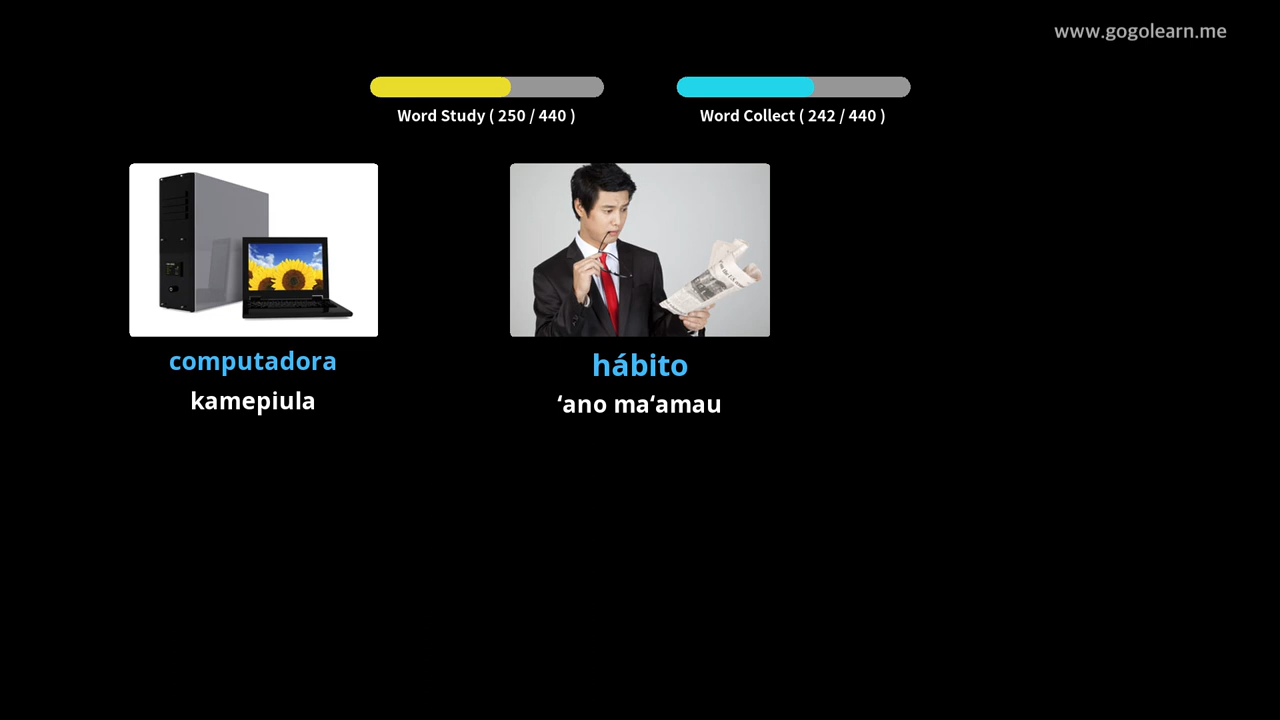 www.gogolearn.me
Word Study ( 250 / 440 )
Word Collect ( 242 / 440 )
computadora
kamepiula
hábito
ʻano maʻamau